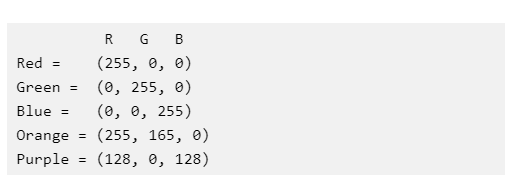 R G B
Red = (255, 0, 0)
Green = (0, 255, 0)
Blue = (0, 0, 255)
Orange = (255, 165, 0)
Purple = (128, 0, 128)